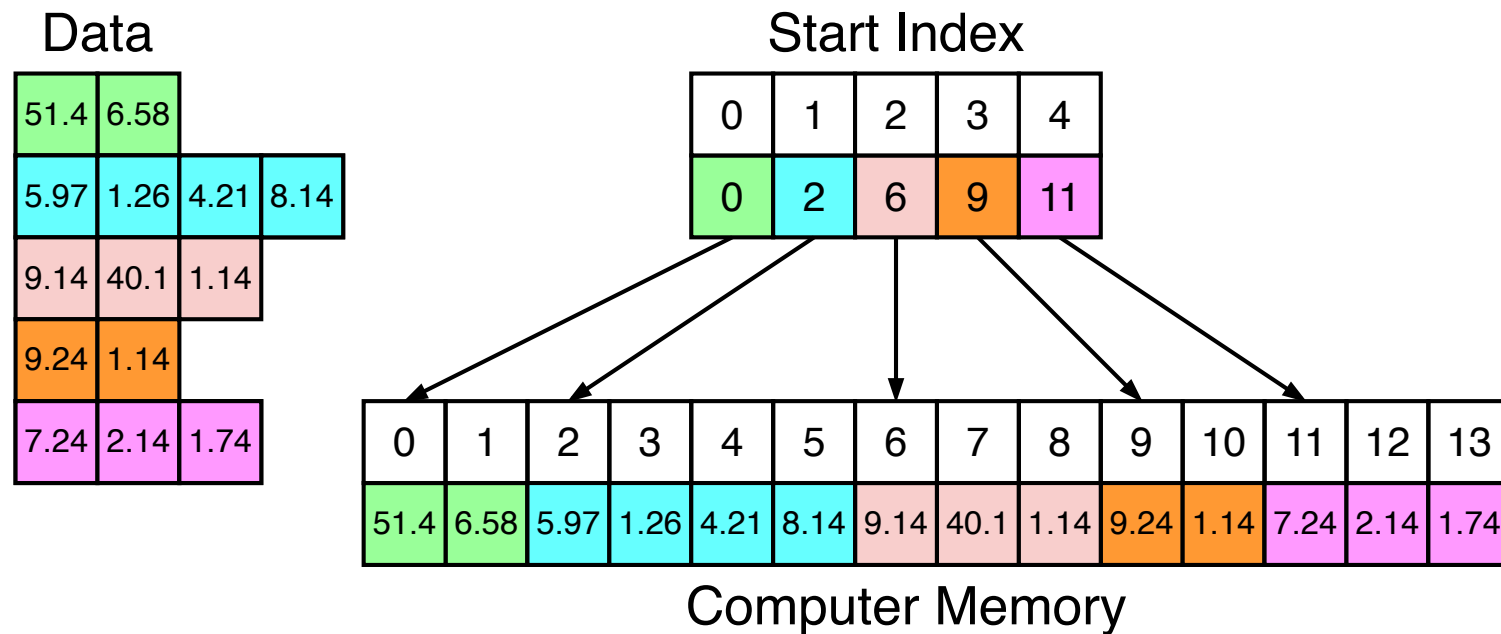 Data
51.4 6.58
5.97 1.26 4.21 8.14
9.14 40.1 1.14
9.24 1.14
7.24 2.14 1.74
Start Index
0 1 2 3 4
0 2 6 9 11
0 1 2 3 4 5 6 7 8 9 10 11 12 13
51.4 6.58 5.97 1.26 4.21 8.14 9.14 40.1 1.14 9.24 1.14 7.24 2.14 1.74
Computer Memory